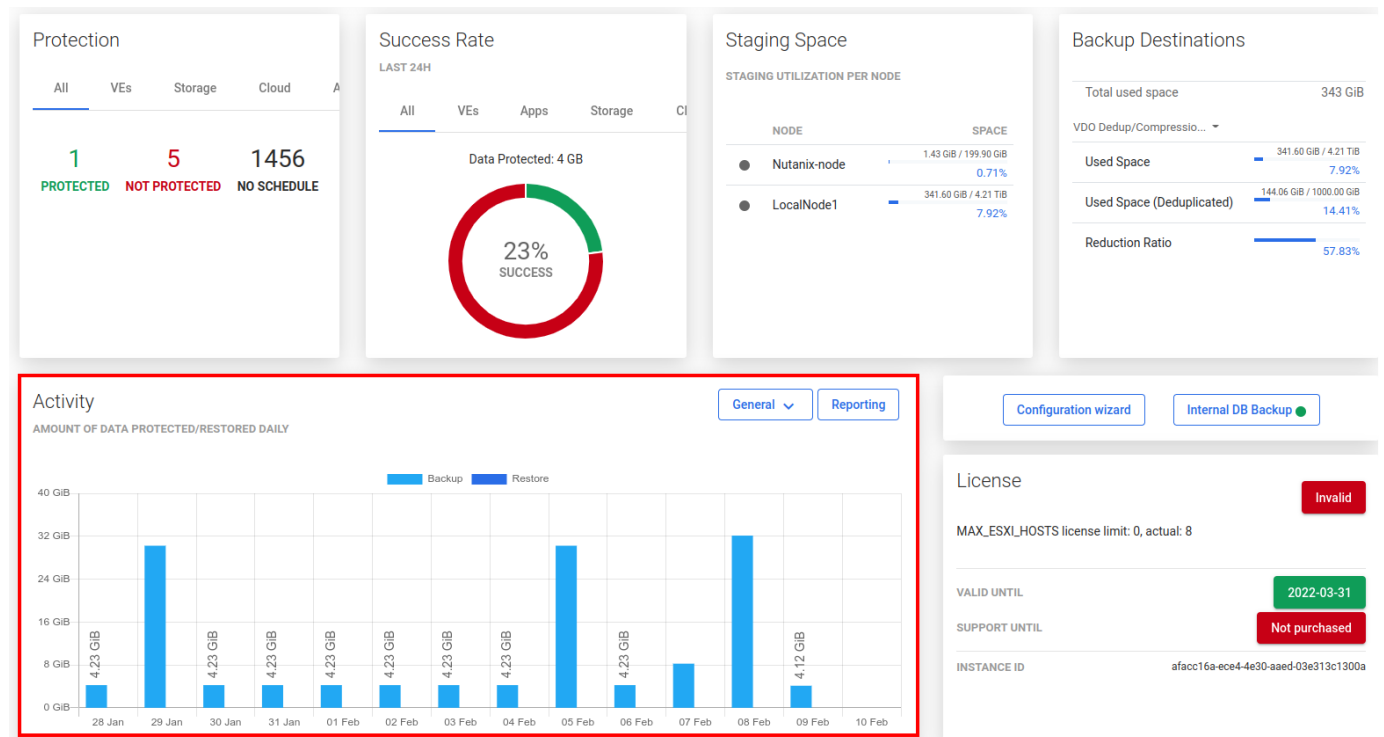 Protection
All VEs Storage Cloud A
1 5 1456
PROTECTED NOT PROTECTED NO SCHEDULE
Success Rate
LAST 24H
All VEs Apps Storage Cl
Data Protected: 4 GB
23%
SUCCESS
Staging Space
STAGING UTILIZATION PER NODE
NODE SPACE
Nutanix-node 1.43 GiB / 199.90 GiB
0.71%
LocalNode1 341.60 GiB / 4.21 TiB
7.92%
Backup Destinations
Total used space 343 GiB
VDO Dedup/Compressio...
Used Space 341.60 GiB / 4.21 TiB
7.92%
Used Space (Deduplicated) 144.06 GiB / 1000.00 GiB
14.41%
Reduction Ratio
57.83%
Activity
General Reporting
AMOUNT OF DATA PROTECTED/RESTORED DAILY
Backup Restore
40 GiB
32 GiB
24 GiB
16 GiB
8 GiB
0 GiB
4.23 GiB 4.23 GiB 4.23 GiB 4.23 GiB 4.23 GiB 4.23 GiB 4.23 GiB 4.23 GiB 4.12 GiB
28 Jan 29 Jan 30 Jan 31 Jan 01 Feb 02 Feb 03 Feb 04 Feb 05 Feb 06 Feb 07 Feb 08 Feb 09 Feb 10 Feb
Configuration wizard Internal DB Backup
License
Invalid
MAX_ESXI_HOSTS license limit: 0, actual: 8
VALID UNTIL 2022-03-31
SUPPORT UNTIL Not purchased
INSTANCE ID afacc16a-ece4-4e30-aaed-03e313c1300a